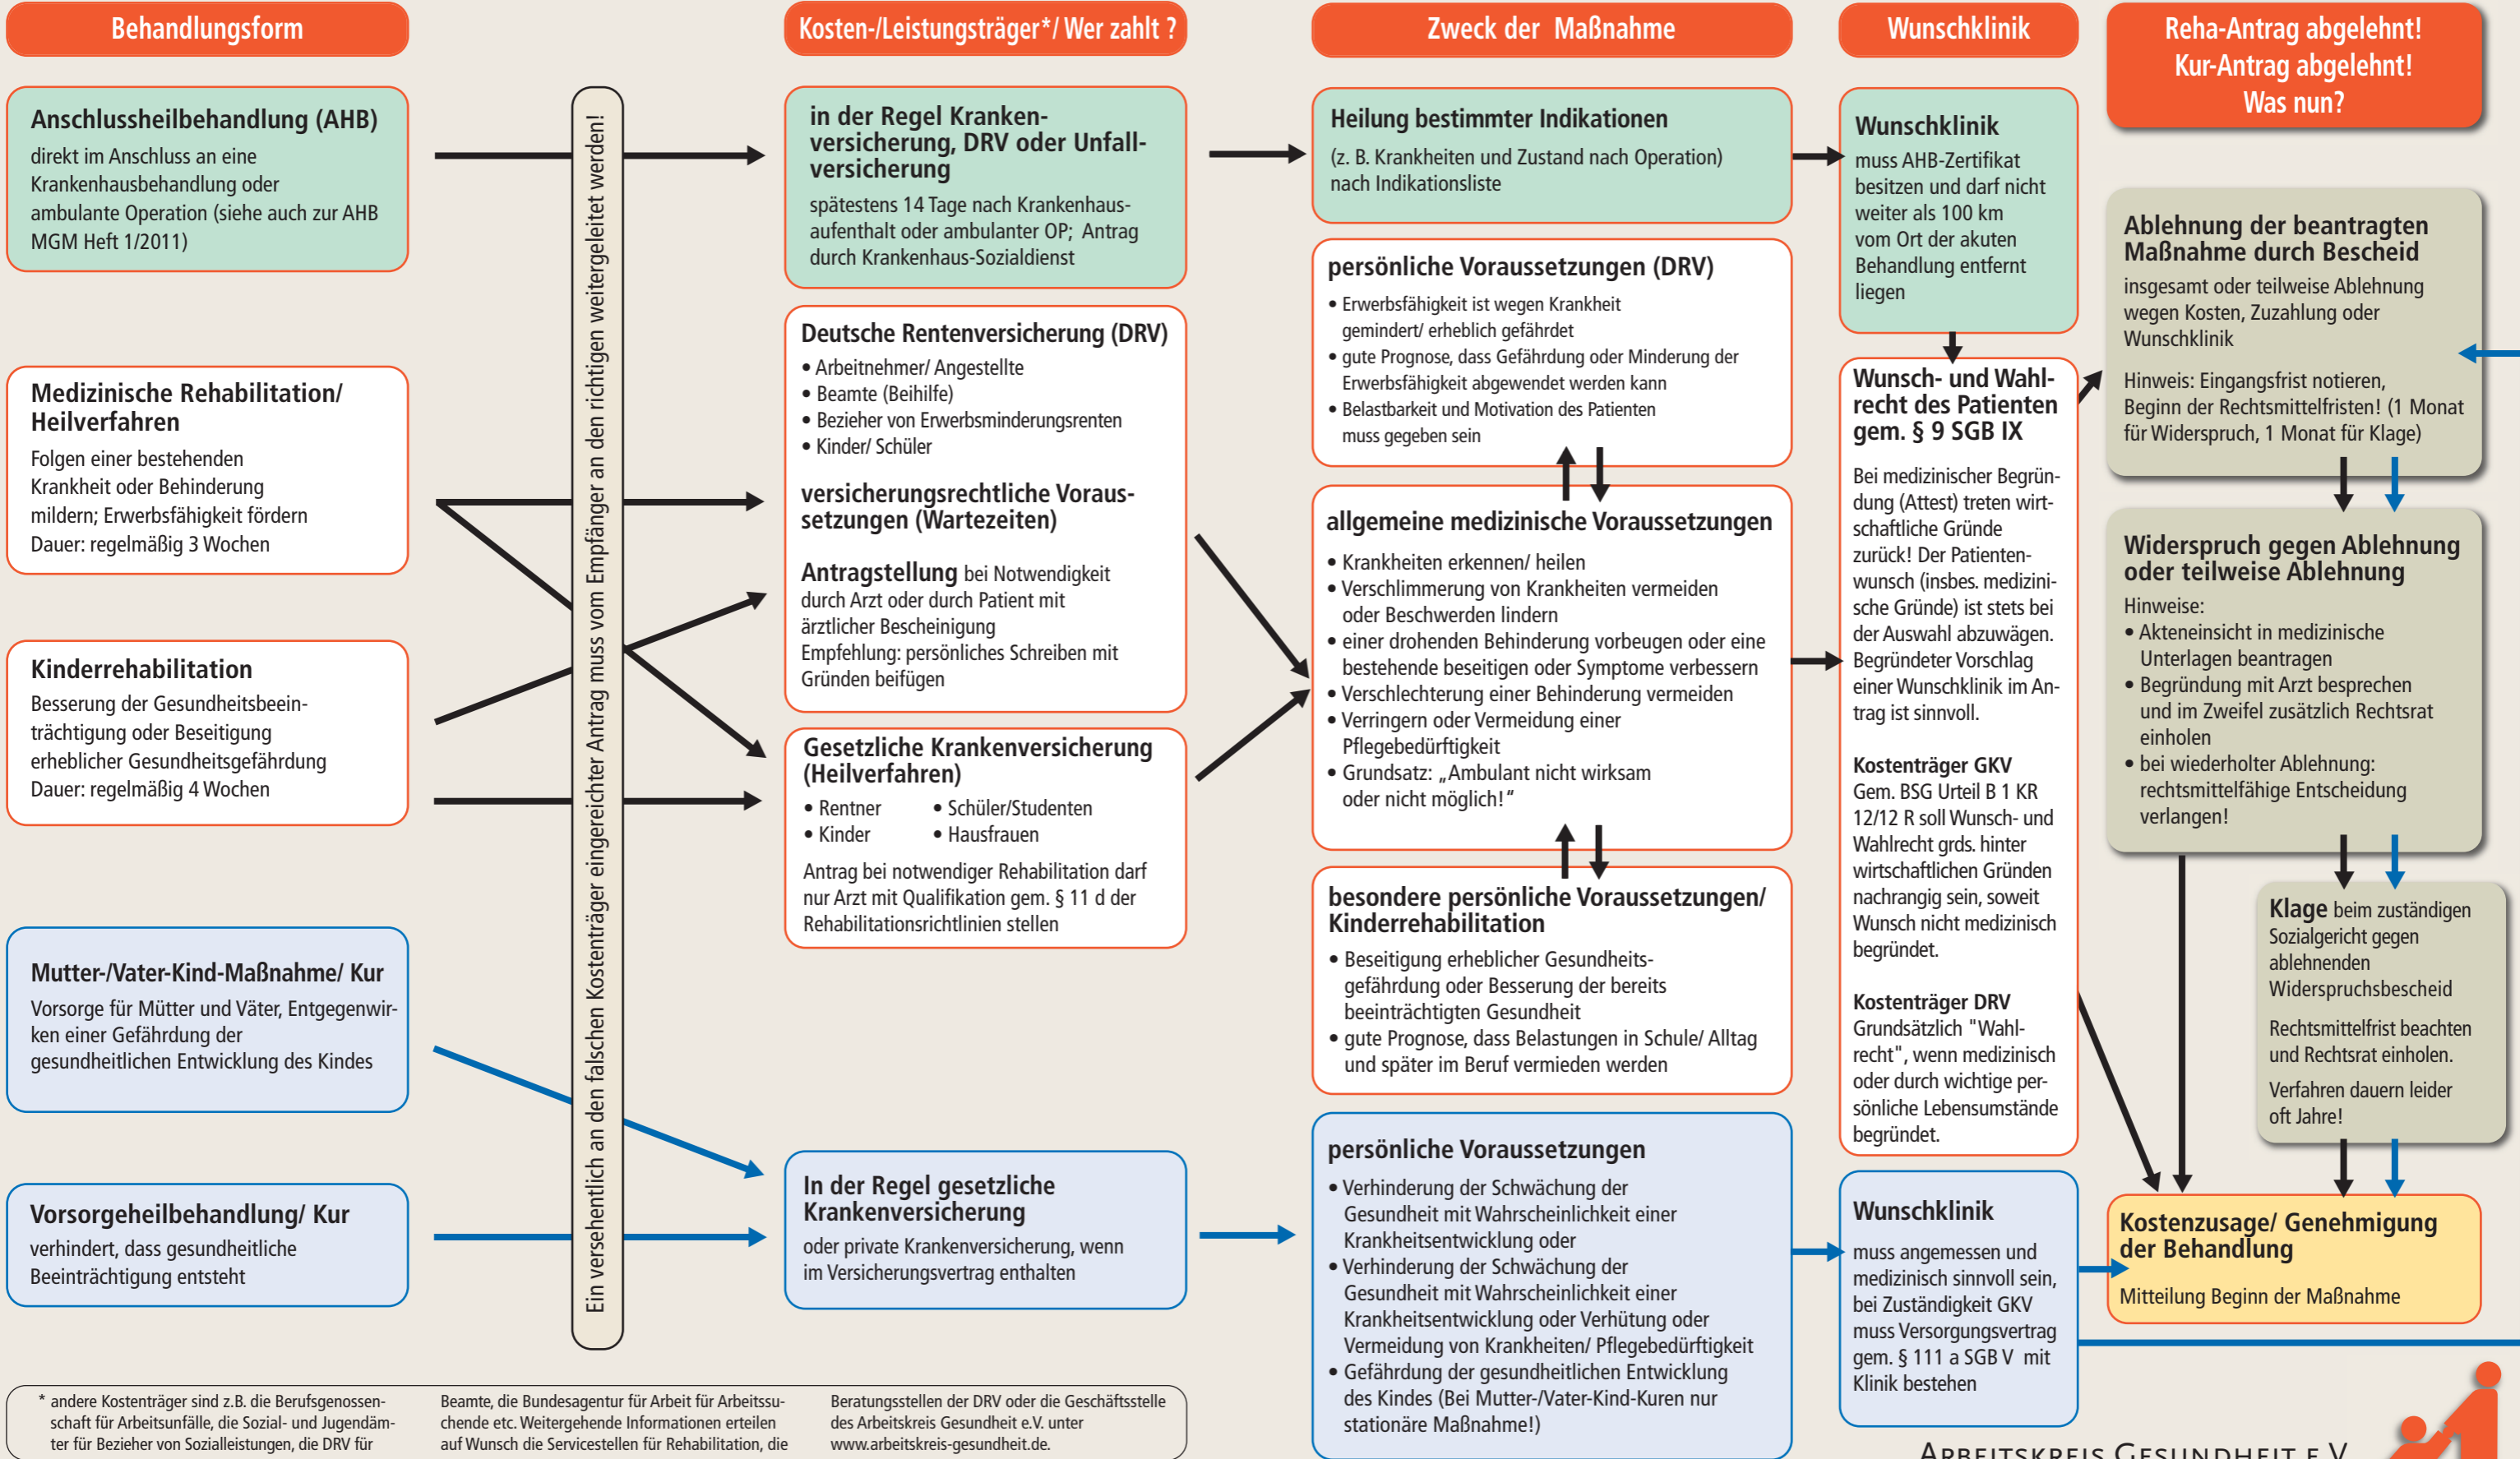 Behandlungsform
Anschlussheilbehandlung (AHB)
direkt im Anschluss an eine
Krankenhausbehandlung oder
ambulante Operation (siehe auch zur AHB
MGM Heft 1/2011)
Medizinische Rehabilitation/
Heilverfahren
Folgen einer bestehenden
Krankheit oder Behinderung
mildern; Erwerbsfähigkeit fördern
Dauer: regelmäßig 3 Wochen
Kinderrehabilitation
Besserung der Gesundheitsbeein-
trächtigung oder Beseitigung
erheblicher Gesundheitsgefährdung
Dauer: regelmäßig 4 Wochen
Mutter-/Vater-Kind-Maßnahme/ Kur
Vorsorge für Mütter und Väter, Entgegenwir-
ken einer Gefährdung der
gesundheitlichen Entwicklung des Kindes
Vorsorgeheilbehandlung/ Kur
verhindert, dass gesundheitliche
Beeinträchtigung entsteht
Ein versehentlich an den falschen Kostenträger eingereichter Antrag muss vom Empfänger an den richtigen weitergeleitet werden!
Kosten-/Leistungsträger*/ Wer zahlt ?
in der Regel Kranken-
versicherung, DRV oder Unfall-
versicherung
spätestens 14 Tage nach Krankenhaus-
aufenthalt oder ambulanter OP; Antrag
durch Krankenhaus-Sozialdienst
Deutsche Rentenversicherung (DRV)
• Arbeitnehmer/ Angestellte
• Beamte (Beihilfe)
• Bezieher von Erwerbsminderungsrenten
• Kinder/ Schüler
versicherungsrechtliche Voraus-
setzungen (Wartezeiten)
Antragstellung bei Notwendigkeit
durch Arzt oder durch Patient mit
ärztlicher Bescheinigung
Empfehlung: persönliches Schreiben mit
Gründen beifügen
Gesetzliche Krankenversicherung
(Heilverfahren)
• Rentner • Schüler/Studenten
• Kinder • Hausfrauen
Antrag bei notwendiger Rehabilitation darf
nur Arzt mit Qualifikation gem. § 11 d der
Rehabilitationsrichtlinien stellen
In der Regel gesetzliche
Krankenversicherung
oder private Krankenversicherung, wenn
im Versicherungsvertrag enthalten
Zweck der Maßnahme
Heilung bestimmter Indikationen
(z. B. Krankheiten und Zustand nach Operation)
nach Indikationsliste
persönliche Voraussetzungen (DRV)
• Erwerbsfähigkeit ist wegen Krankheit
gemindert/ erheblich gefährdet
• gute Prognose, dass Gefährdung oder Minderung der
Erwerbsfähigkeit abgewendet werden kann
• Belastbarkeit und Motivation des Patienten
muss gegeben sein
allgemeine medizinische Voraussetzungen
• Krankheiten erkennen/ heilen
• Verschlimmerung von Krankheiten vermeiden
oder Beschwerden lindern
• einer drohenden Behinderung vorbeugen oder eine
bestehende beseitigen oder Symptome verbessern
• Verschlechterung einer Behinderung vermeiden
• Verringern oder Vermeidung einer
Pflegebedürftigkeit
• Grundsatz: „Ambulant nicht wirksam
oder nicht möglich!“
besondere persönliche Voraussetzungen/
Kinderrehabilitation
• Beseitigung erheblicher Gesundheits-
gefährdung oder Besserung der bereits
beeinträchtigten Gesundheit
• gute Prognose, dass Belastungen in Schule/ Alltag
und später im Beruf vermieden werden
persönliche Voraussetzungen
• Verhinderung der Schwächung der
Gesundheit mit Wahrscheinlichkeit einer
Krankheitsentwicklung oder
• Verhinderung der Schwächung der
Gesundheit mit Wahrscheinlichkeit einer
Krankheitsentwicklung oder Verhütung oder
Vermeidung von Krankheiten/ Pflegebedürftigkeit
• Gefährdung der gesundheitlichen Entwicklung
des Kindes (Bei Mutter-/Vater-Kind-Kuren nur
stationäre Maßnahme!)
Wunschklinik
Wunschklinik
muss AHB-Zertifikat
besitzen und darf nicht
weiter als 100 km
vom Ort der akuten
Behandlung entfernt
liegen
Wunsch- und Wahl-
recht des Patienten
gem. § 9 SGB IX
Bei medizinischer Begrün-
dung (Attest) treten wirt-
schaftliche Gründe
zurück! Der Patienten-
wunsch (insbes. medizini-
sche Gründe) ist stets bei
der Auswahl abzuwägen.
Begründeter Vorschlag
einer Wunschklinik im An-
trag ist sinnvoll.
Kostenträger GKV
Gem. BSG Urteil B 1 KR
12/12 R soll Wunsch- und
Wahlrecht grds. hinter
wirtschaftlichen Gründen
nachrangig sein, soweit
Wunsch nicht medizinisch
begründet.
Kostenträger DRV
Grundsätzlich "Wahl-
recht", wenn medizinisch
oder durch wichtige per-
sönliche Lebensumstände
begründet.
Wunschklinik
muss angemessen und
medizinisch sinnvoll sein,
bei Zuständigkeit GKV
muss Versorgungsvertrag
gem. § 111 a SGB V mit
Klinik bestehen
Reha-Antrag abgelehnt!
Kur-Antrag abgelehnt!
Was nun?
Ablehnung der beantragten
Maßnahme durch Bescheid
insgesamt oder teilweise Ablehnung
wegen Kosten, Zuzahlung oder
Wunschklinik
Hinweis: Eingangsfrist notieren,
Beginn der Rechtsmittelfristen! (1 Monat
für Widerspruch, 1 Monat für Klage)
Widerspruch gegen Ablehnung
oder teilweise Ablehnung
Hinweise:
• Akteneinsicht in medizinische
Unterlagen beantragen
• Begründung mit Arzt besprechen
und im Zweifel zusätzlich Rechtsrat
einholen
• bei wiederholter Ablehnung:
rechtsmittelfähige Entscheidung
verlangen!
Klage beim zuständigen
Sozialgericht gegen
ablehnenden
Widerspruchsbescheid
Rechtsmittelfrist beachten
und Rechtsrat einholen.
Verfahren dauern leider
oft Jahre!
Kostenzusage/ Genehmigung
der Behandlung
Mitteilung Beginn der Maßnahme
* andere Kostenträger sind z.B. die Berufsgenossen-
schaft für Arbeitsunfälle, die Sozial- und Jugendäm-
ter für Bezieher von Sozialleistungen, die DRV für
Beamte, die Bundesagentur für Arbeit für Arbeitssu-
chende etc. Weitergehende Informationen erteilen
auf Wunsch die Servicestellen für Rehabilitation, die
Beratungsstellen der DRV oder die Geschäftsstelle
des Arbeitskreis Gesundheit e.V. unter
www.arbeitskreis-gesundheit.de.
ARBEITSKREIS GESUNDHEIT E.V.